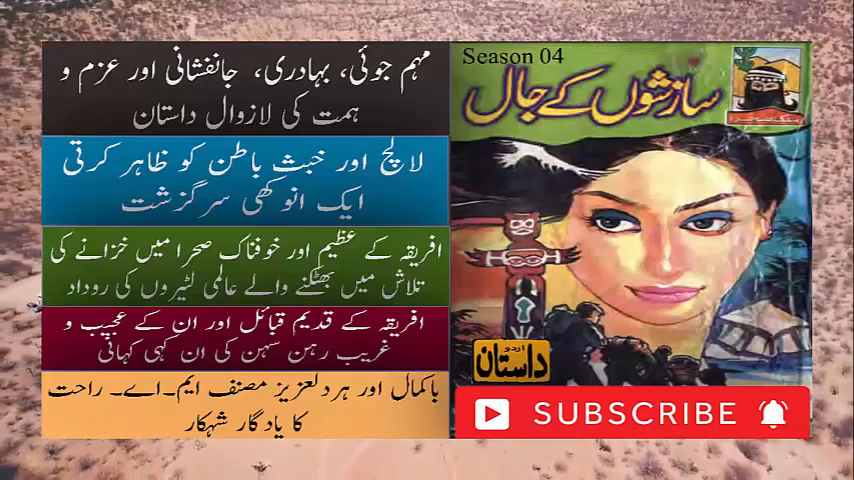 مہم جوئی، بہادری، جانفشانی اور عزم و
ہمت کی لازوال داستان
لالچ اور خبث باطن کو ظاہر کرتی
ایک انوکھی سرگزشت
افریقہ کے عظیم اور خوفناک صحرا میں خزانے کی
تلاش میں بھٹکنے والے عالمی لٹیروں کی روداد
افریقہ کے قدیم قبائل اور ان کے عجیب و
غریب رہن سہن کی ان کہی کہانی
باکمال اور ہردلعزیز مصنف ایم۔اے۔ راحت
کا یادگار شہکار
Season 04
سازشوں کے جال
اردو
داستان
SUBSCRIBE